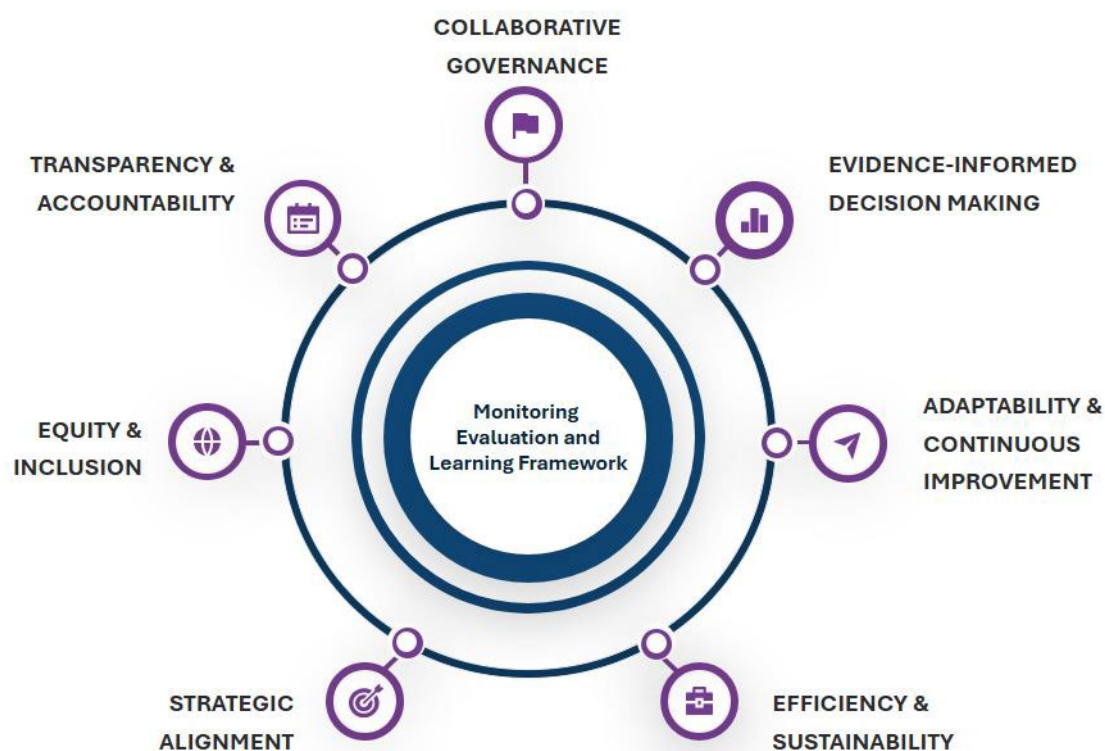 COLLABORATIVE
GOVERNANCE
TRANSPARENCY &
ACCOUNTABILITY
EVIDENCE-INFORMED
DECISION MAKING
EQUITY &
INCLUSION
Monitoring
Evaluation and
Learning Framework
ADAPTABILITY &
CONTINUOUS
IMPROVEMENT
STRATEGIC
ALIGNMENT
EFFICIENCY &
SUSTAINABILITY